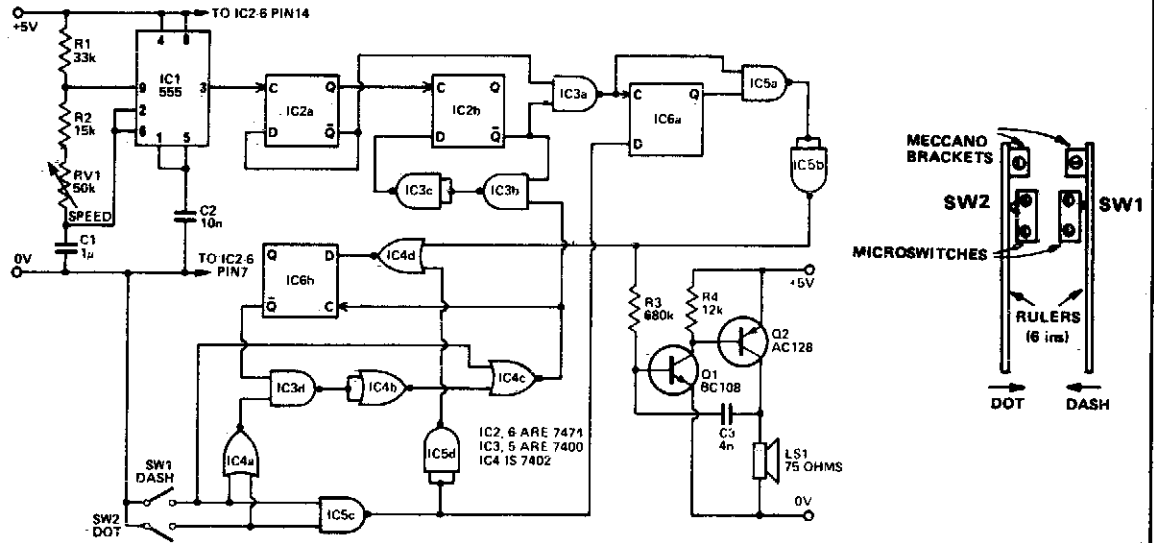 +5V
TO IC2-6 PIN14
R1
33k
4
8
IC1
555
9
3
2
6
1
5
R2
15k
RV1
50k
SPEED
C1
1μ
C2
10n
0V
TO IC2-6
PIN7
C
Q
IC2a
D
Q̅
C
Q
IC2b
D
Q̅
IC3a
C
Q
IC6a
D
IC5a
IC5b
IC3c
IC3b
Q
D
IC6b
Q̅
C
IC4d
IC3d
IC4b
IC4c
IC4a
IC5d
IC5c
SW1
DASH
SW2
DOT
IC2, 6 ARE 7471
IC3, 5 ARE 7400
IC4 IS 7402
R3
680k
R4
12k
+5V
Q2
AC128
Q1
BC108
C3
4n
LS1
75 OHMS
0V
MECCANO
BRACKETS
SW2
SW1
MICROSWITCHES
RULERS
(6 ins)
DOT
DASH